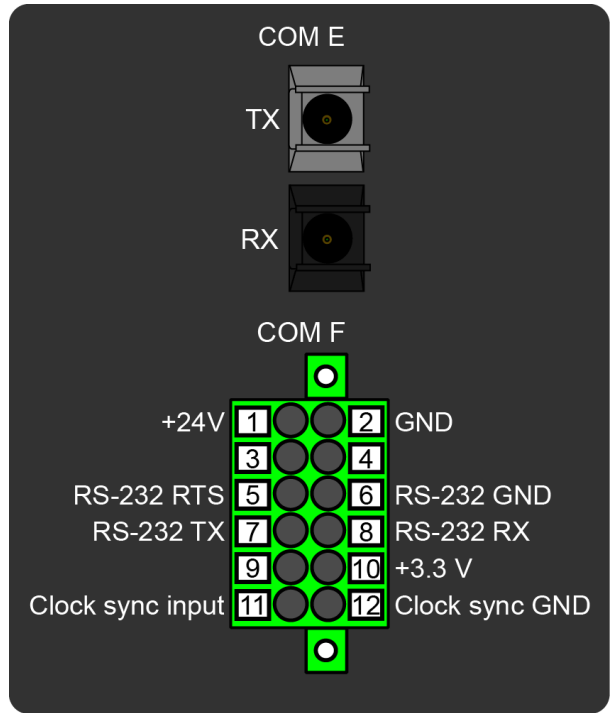 COM E
TX
RX
COM F
+24V 1 2 GND
3 4
RS-232 RTS 5 6 RS-232 GND
RS-232 TX 7 8 RS-232 RX
9 10 +3.3 V
Clock sync input 11 12 Clock sync GND